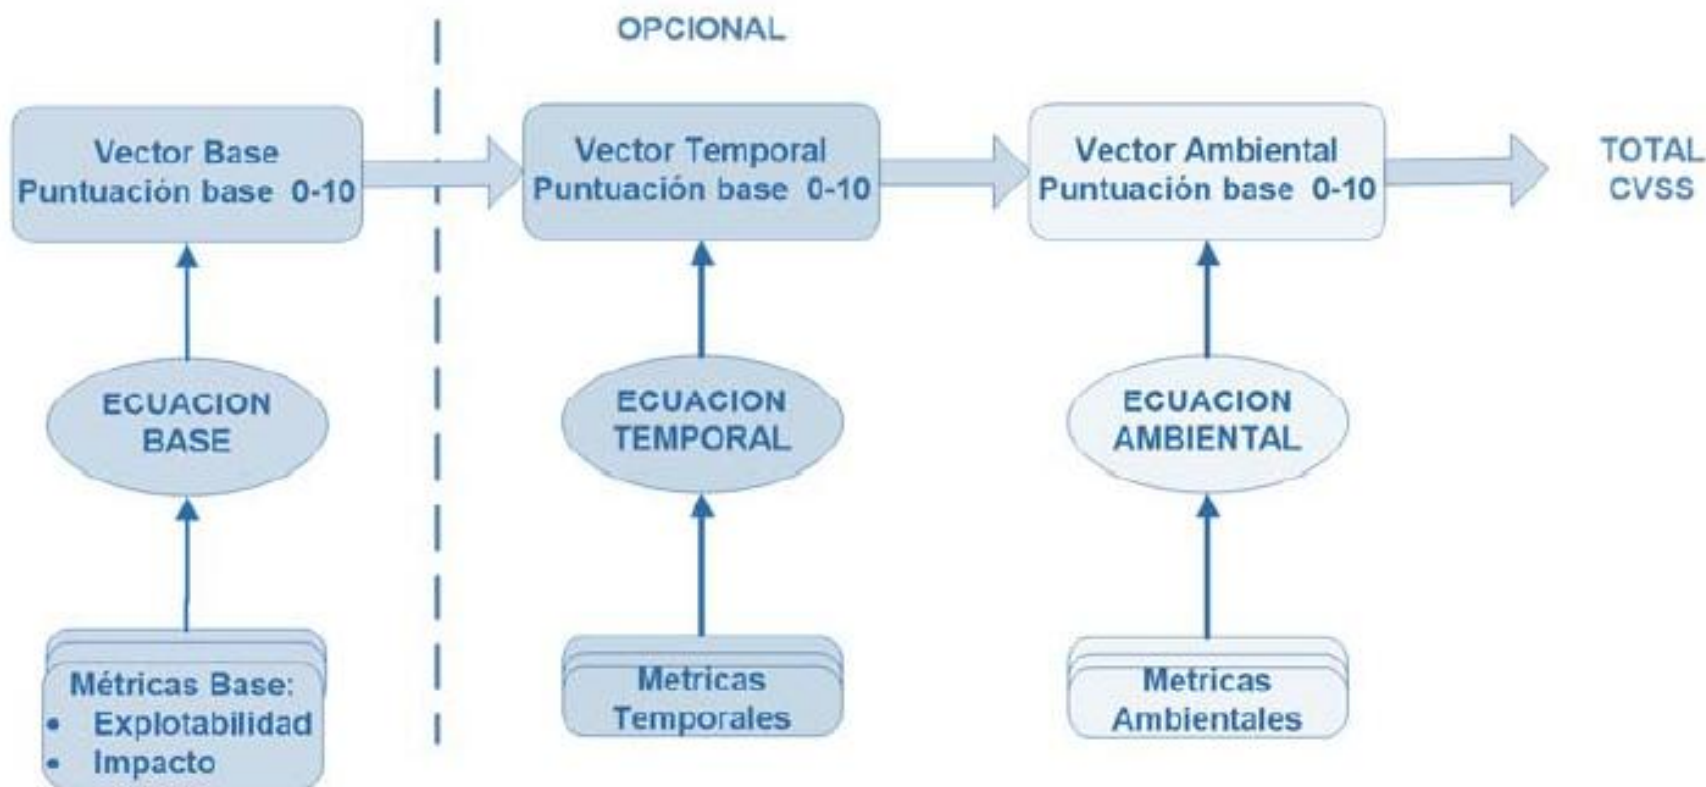 OPCIONAL
Vector Base
Puntuación base 0-10
Vector Temporal
Puntuación base 0-10
Vector Ambiental
Puntuación base 0-10
TOTAL
CVSS
ECUACION
BASE
ECUACION
TEMPORAL
ECUACION
AMBIENTAL
Métricas Base:
• Explotabilidad
• Impacto
Metricas
Temporales
Metricas
Ambientales